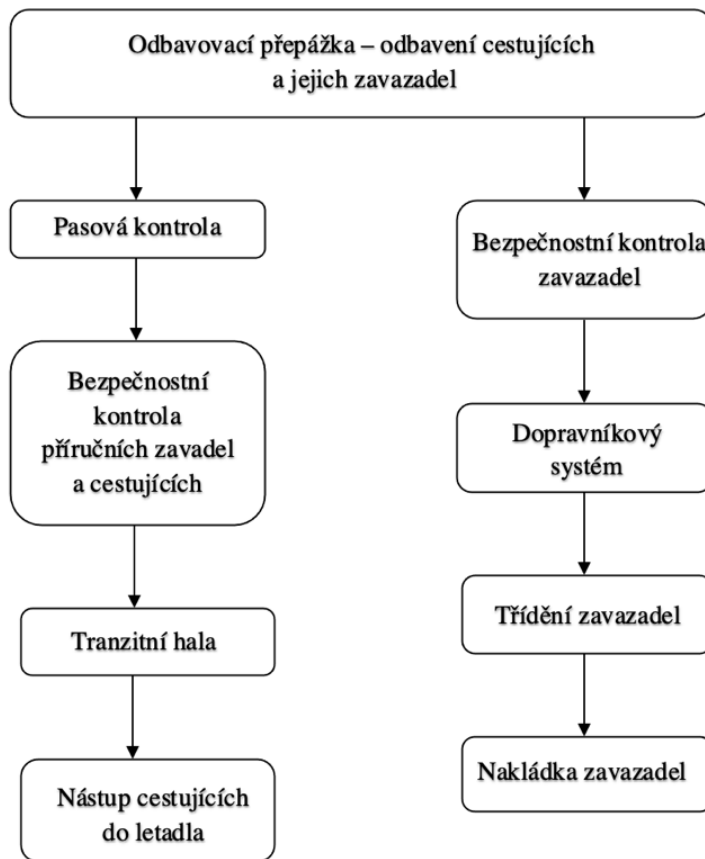 Odbavovací přepážka – odbavení cestujících
a jejich zavazadel
Pasová kontrola
Bezpečnostní
kontrola
příručních zavadel
a cestujících
Tranzitní hala
Nástup cestujících
do letadla
Bezpečnostní kontrola
zavazadel
Dopravníkový
systém
Třídění zavazadel
Nakládka zavazadel